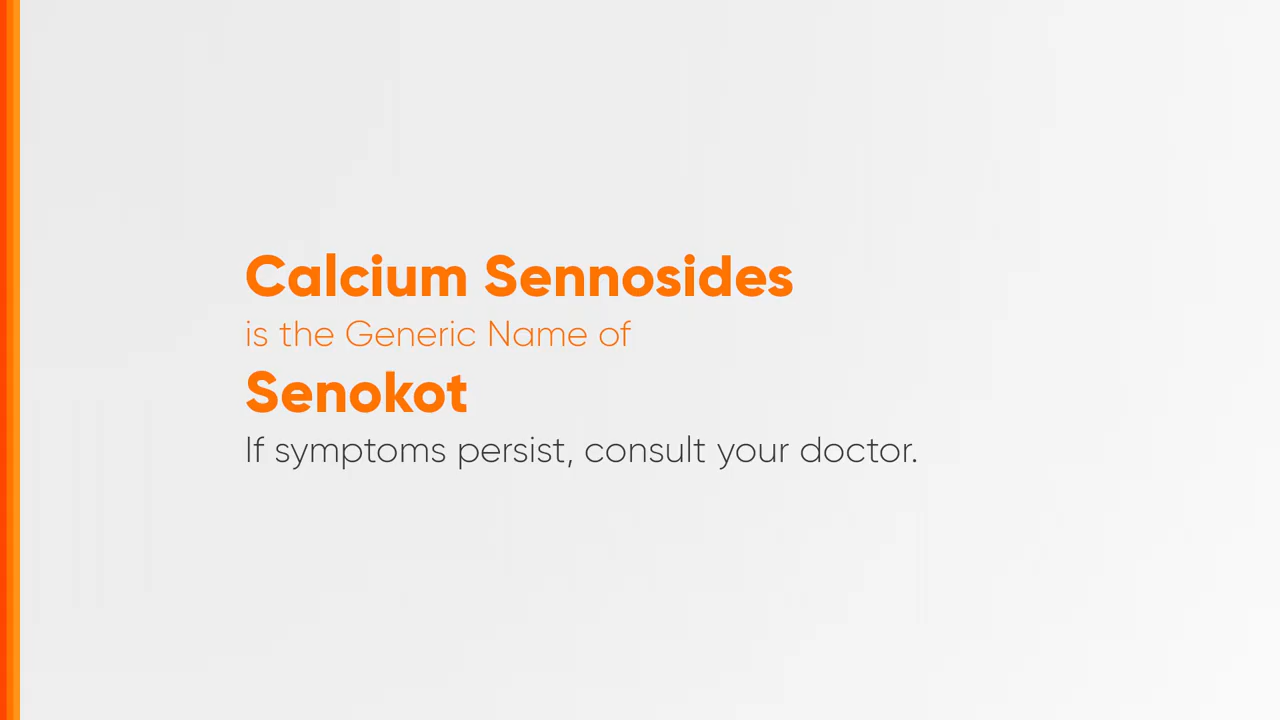 Calcium Sennosides
is the Generic Name of
Senokot
If symptoms persist, consult your doctor.